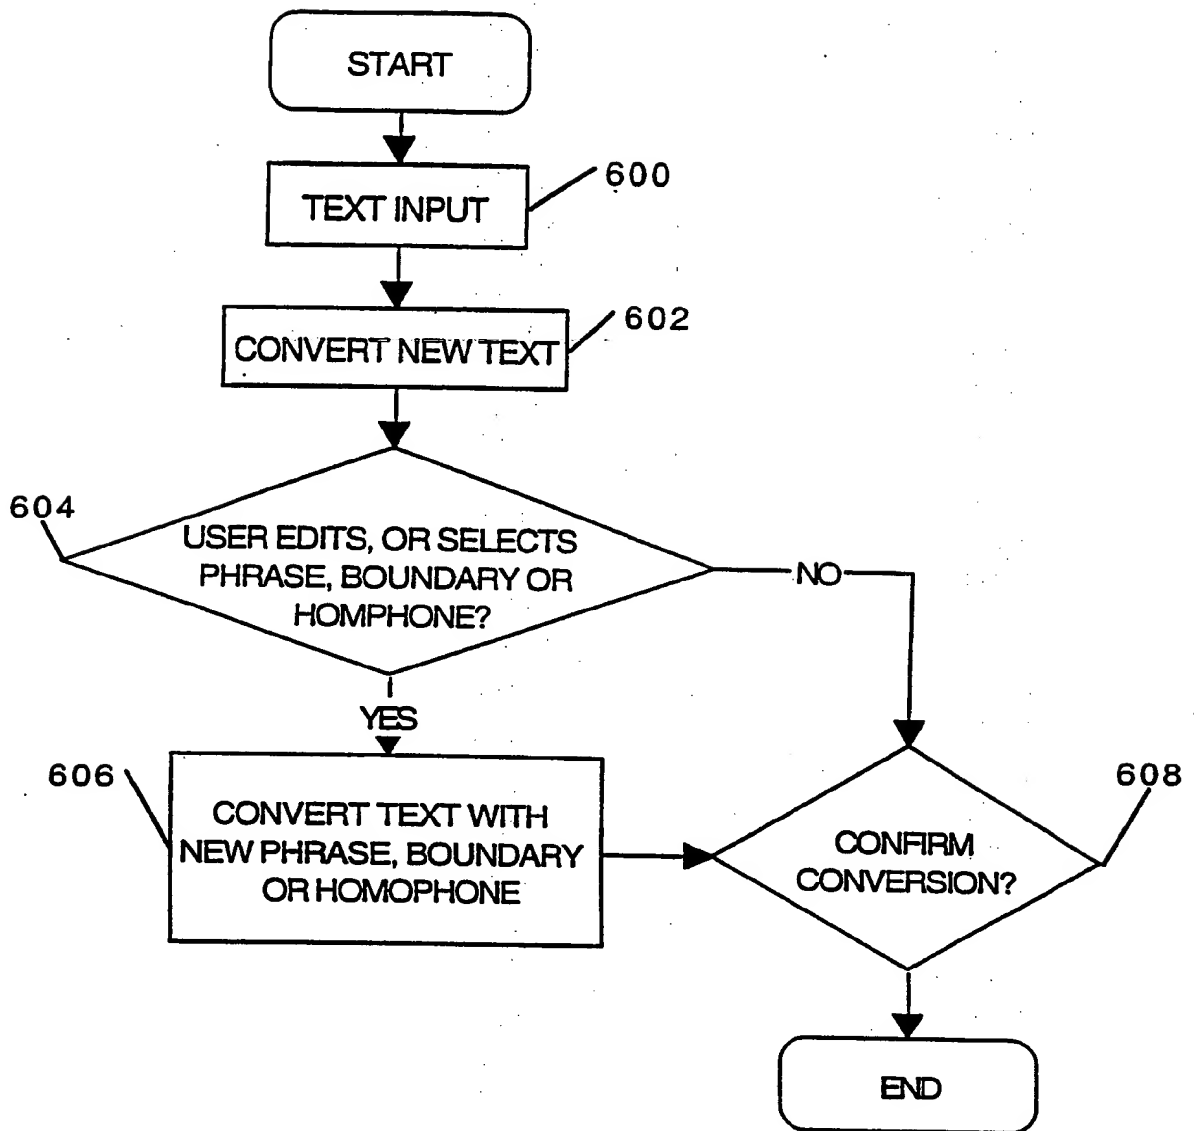 START
TEXT INPUT
600
CONVERT NEW TEXT
602
604
USER EDITS, OR SELECTS
PHRASE, BOUNDARY OR
HOMPHONE?
NO
YES
606
CONVERT TEXT WITH
NEW PHRASE, BOUNDARY
OR HOMOPHONE
608
CONFIRM
CONVERSION?
END